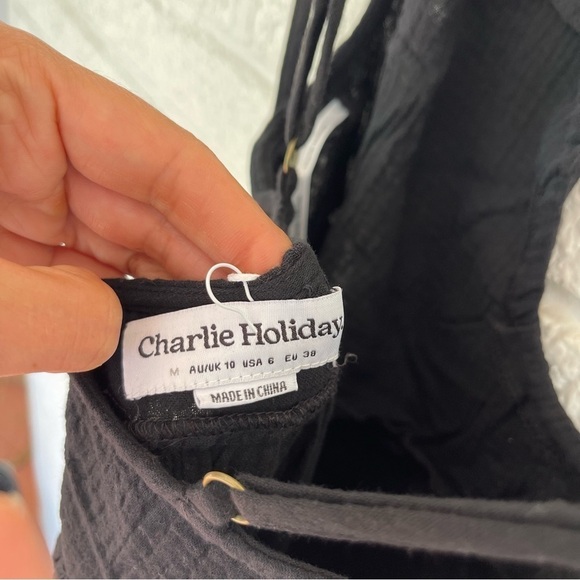 Charlie Holiday.
M AU/UK 10 USA 6 EU 38
MADE IN CHINA